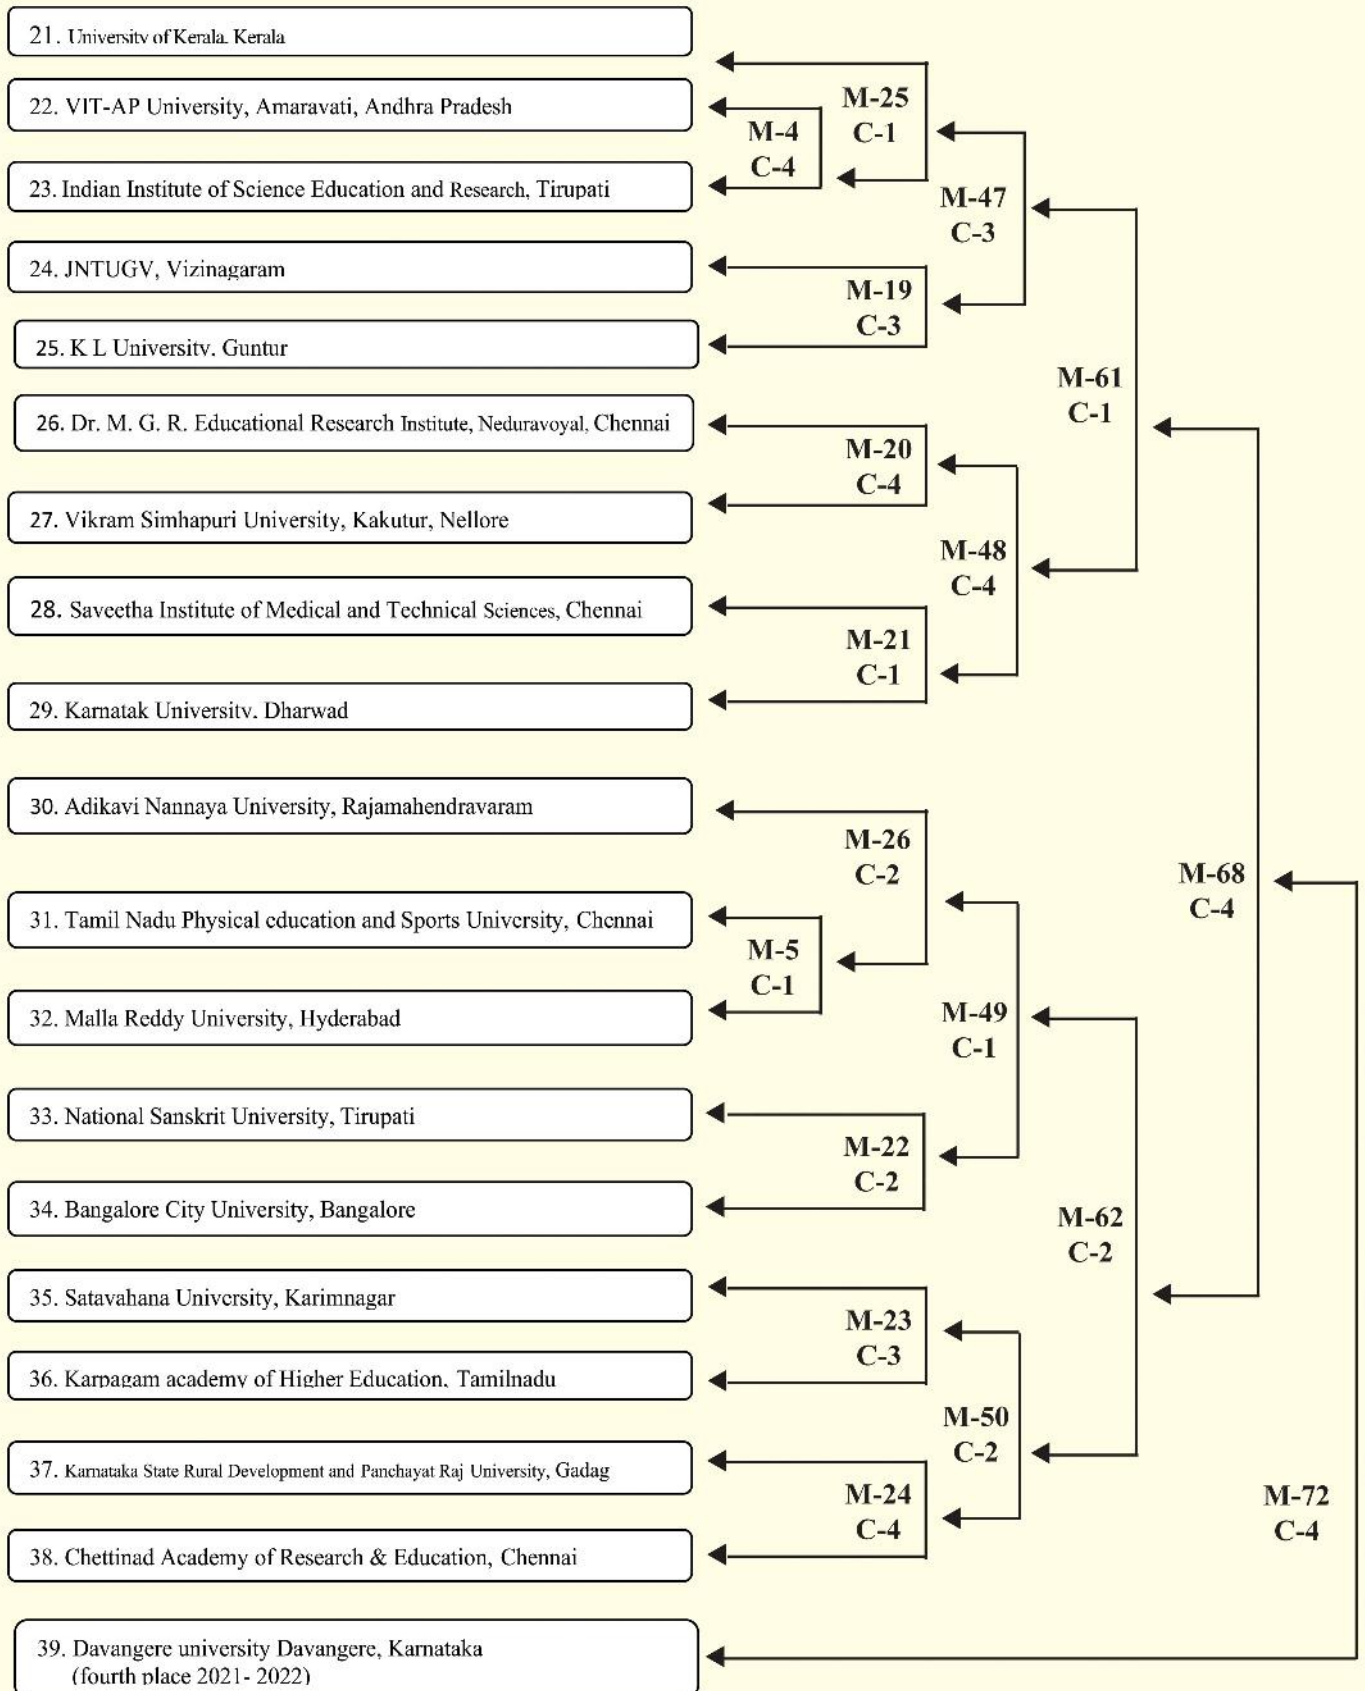 21. University of Kerala. Kerala
22. VIT-AP University, Amaravati, Andhra Pradesh
23. Indian Institute of Science Education and Research, Tirupati
24. JNTUGV, Vizinagaram
25. K L University. Guntur
26. Dr. M. G. R. Educational Research Institute, Neduravoyal, Chennai
27. Vikram Simhapuri University, Kakutur, Nellore
28. Saveetha Institute of Medical and Technical Sciences, Chennai
29. Karnatak University. Dharwad
30. Adikavi Nannaya University, Rajamahendravaram
31. Tamil Nadu Physical education and Sports University, Chennai
32. Malla Reddy University, Hyderabad
33. National Sanskrit University, Tirupati
34. Bangalore City University, Bangalore
35. Satavahana University, Karimnagar
36. Karpagam academy of Higher Education, Tamilnadu
37. Karnataka State Rural Development and Panchayat Raj University, Gadag
38. Chettinad Academy of Research & Education, Chennai
39. Davangere university Davangere, Karnataka
(fourth place 2021- 2022)
M-4
C-4
M-5
C-1
M-25
C-1
M-19
C-3
M-20
C-4
M-21
C-1
M-26
C-2
M-22
C-2
M-23
C-3
M-24
C-4
M-47
C-3
M-48
C-4
M-49
C-1
M-50
C-2
M-61
C-1
M-62
C-2
M-68
C-4
M-72
C-4